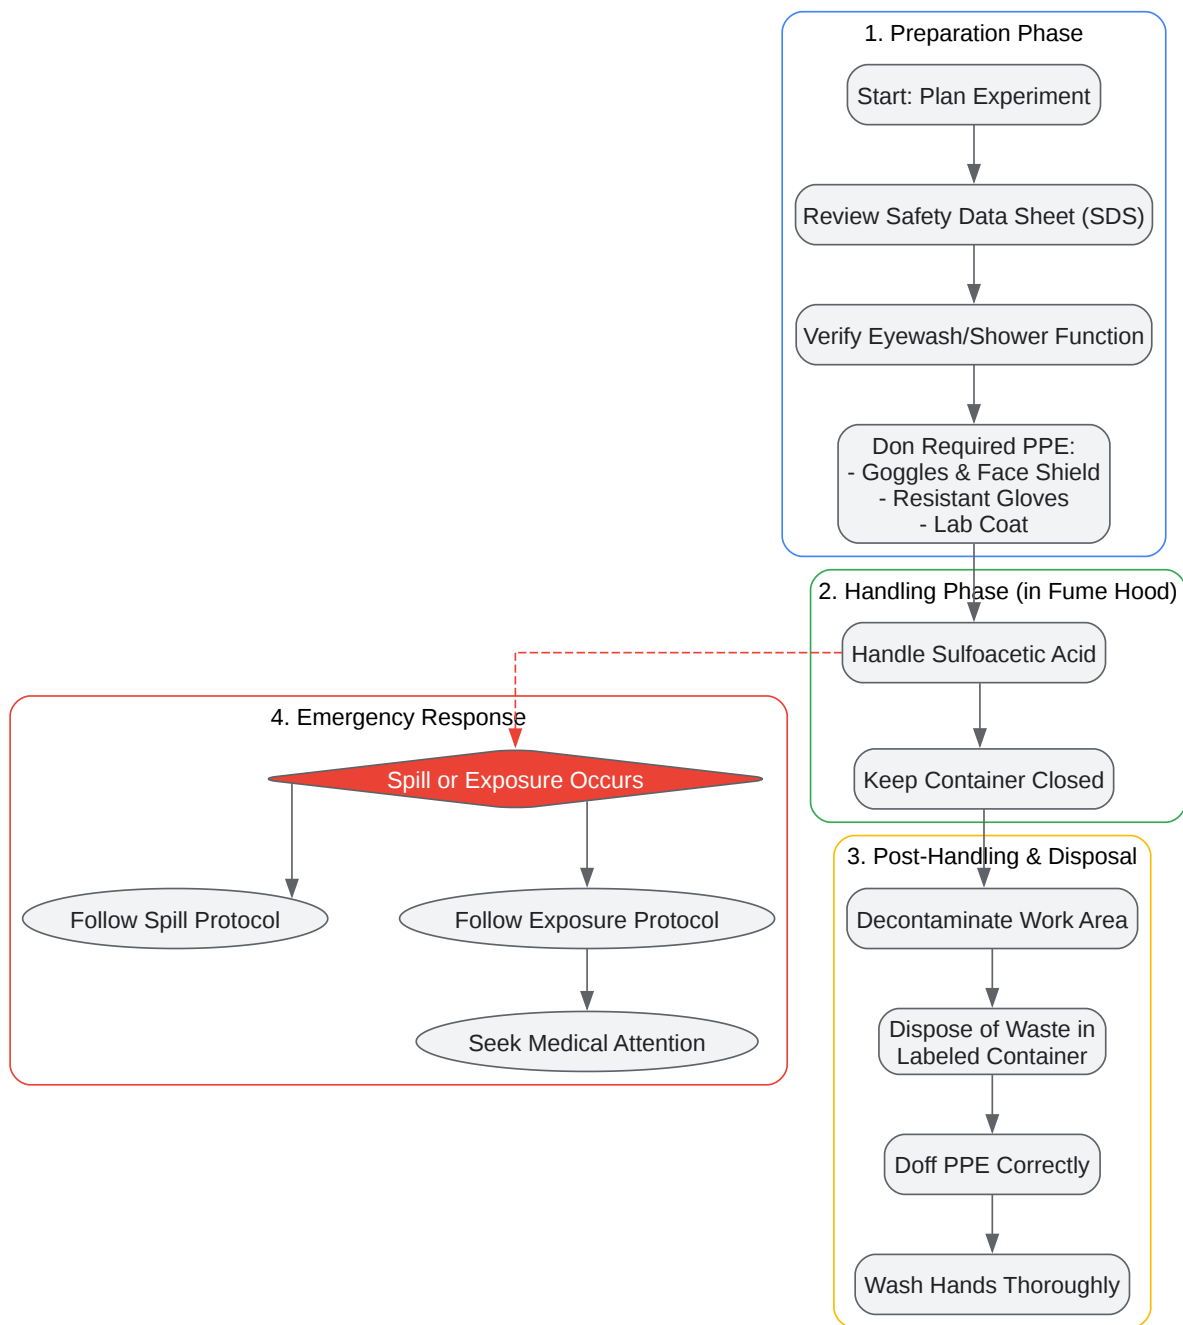 1. Preparation Phase
Start: Plan Experiment
Review Safety Data Sheet (SDS)
Verify Eyewash/Shower Function
Don Required PPE:
- Goggles & Face Shield
- Resistant Gloves
- Lab Coat
2. Handling Phase (in Fume Hood)
Handle Sulfoacetic Acid
Keep Container Closed
4. Emergency Response
Spill or Exposure Occurs
Follow Spill Protocol
Follow Exposure Protocol
Seek Medical Attention
3. Post-Handling & Disposal
Decontaminate Work Area
Dispose of Waste in
Labeled Container
Doff PPE Correctly
Wash Hands Thoroughly